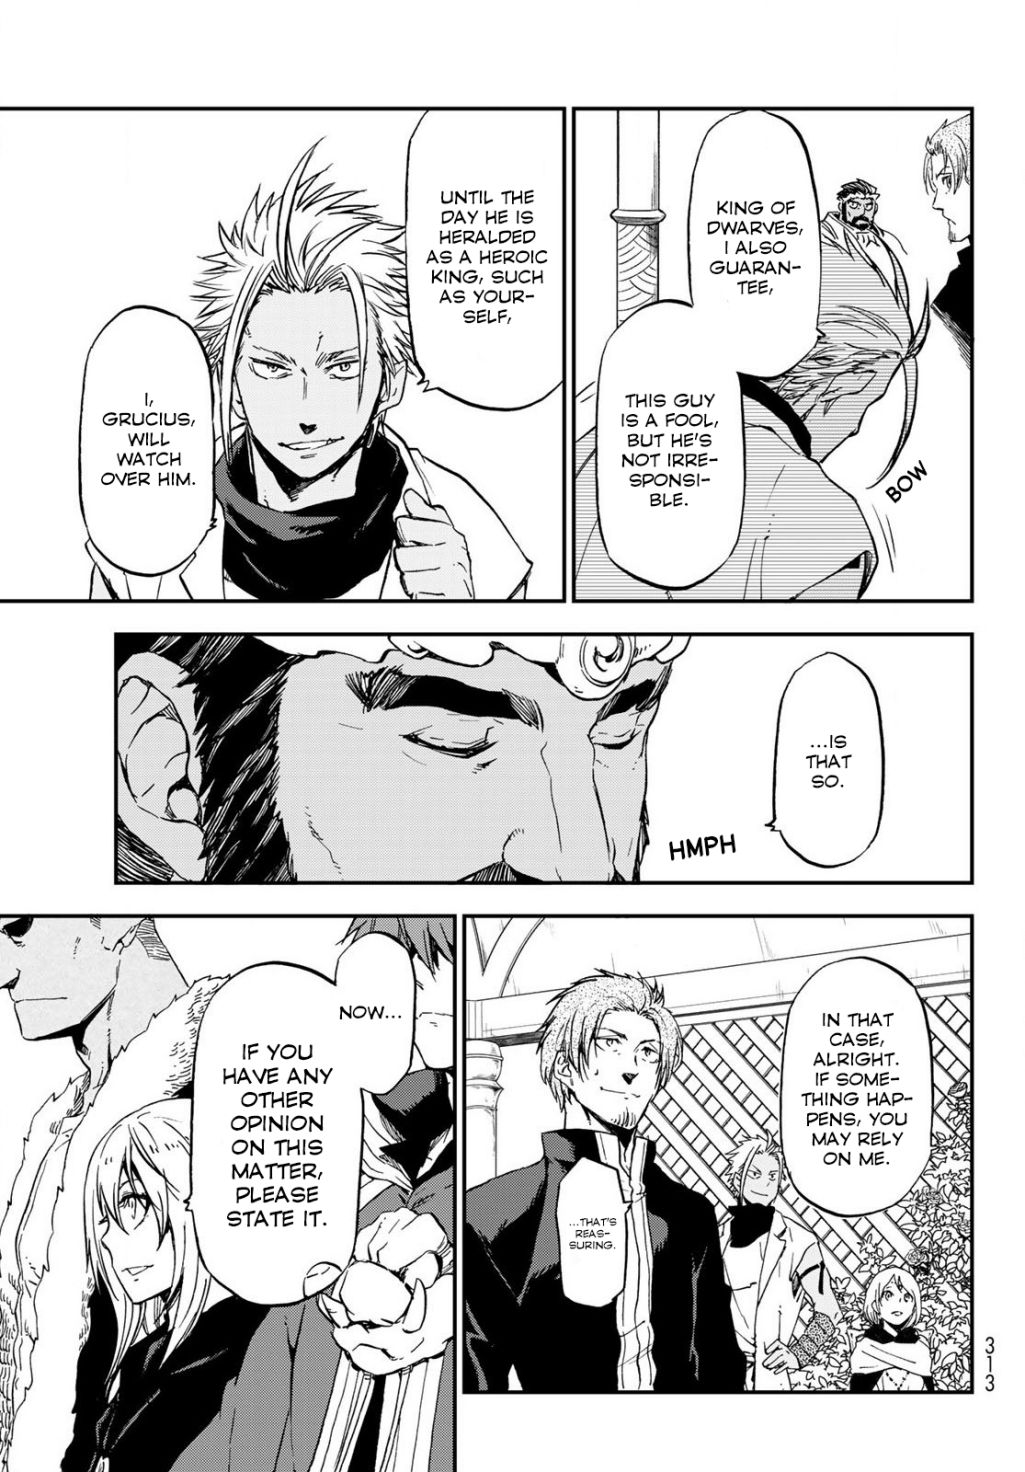 KING OF
DWARVES,
I ALSO
GUARAN-
TEE,
THIS GUY
IS A FOOL,
BUT HE'S
NOT IRRE-
SPONSI-
BLE.
BOW
UNTIL THE
DAY HE IS
HERALDED
AS A HEROIC
KING, SUCH
AS YOUR-
SELF,
I,
GRUCIUS,
WILL
WATCH
OVER HIM.
...IS
THAT
SO.
HMPH
IN THAT
CASE,
ALRIGHT.
IF SOME-
THING HAP-
PENS, YOU
MAY RELY
ON ME.
...THAT'S
REAS-
SURING.
NOW...
IF YOU
HAVE ANY
OTHER
OPINION
ON THIS
MATTER,
PLEASE
STATE IT.
313